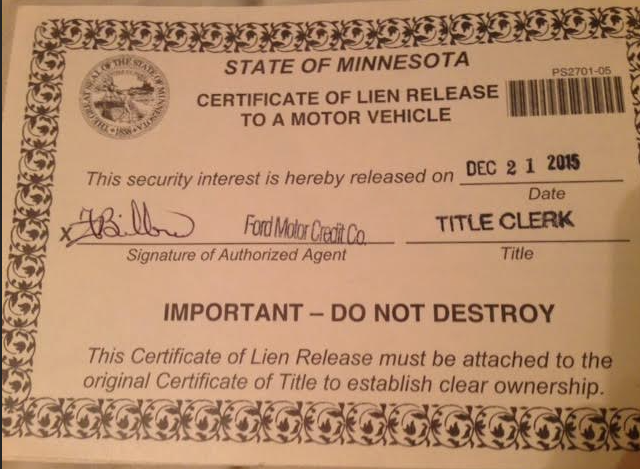 STATE OF MINNESOTA
PS2701-05
CERTIFICATE OF LIEN RELEASE
TO A MOTOR VEHICLE
This security interest is hereby released on DEC 21 2015
Date
X Ford Motor Credit Co. TITLE CLERK
Signature of Authorized Agent Title
IMPORTANT – DO NOT DESTROY
This Certificate of Lien Release must be attached to the
original Certificate of Title to establish clear ownership.